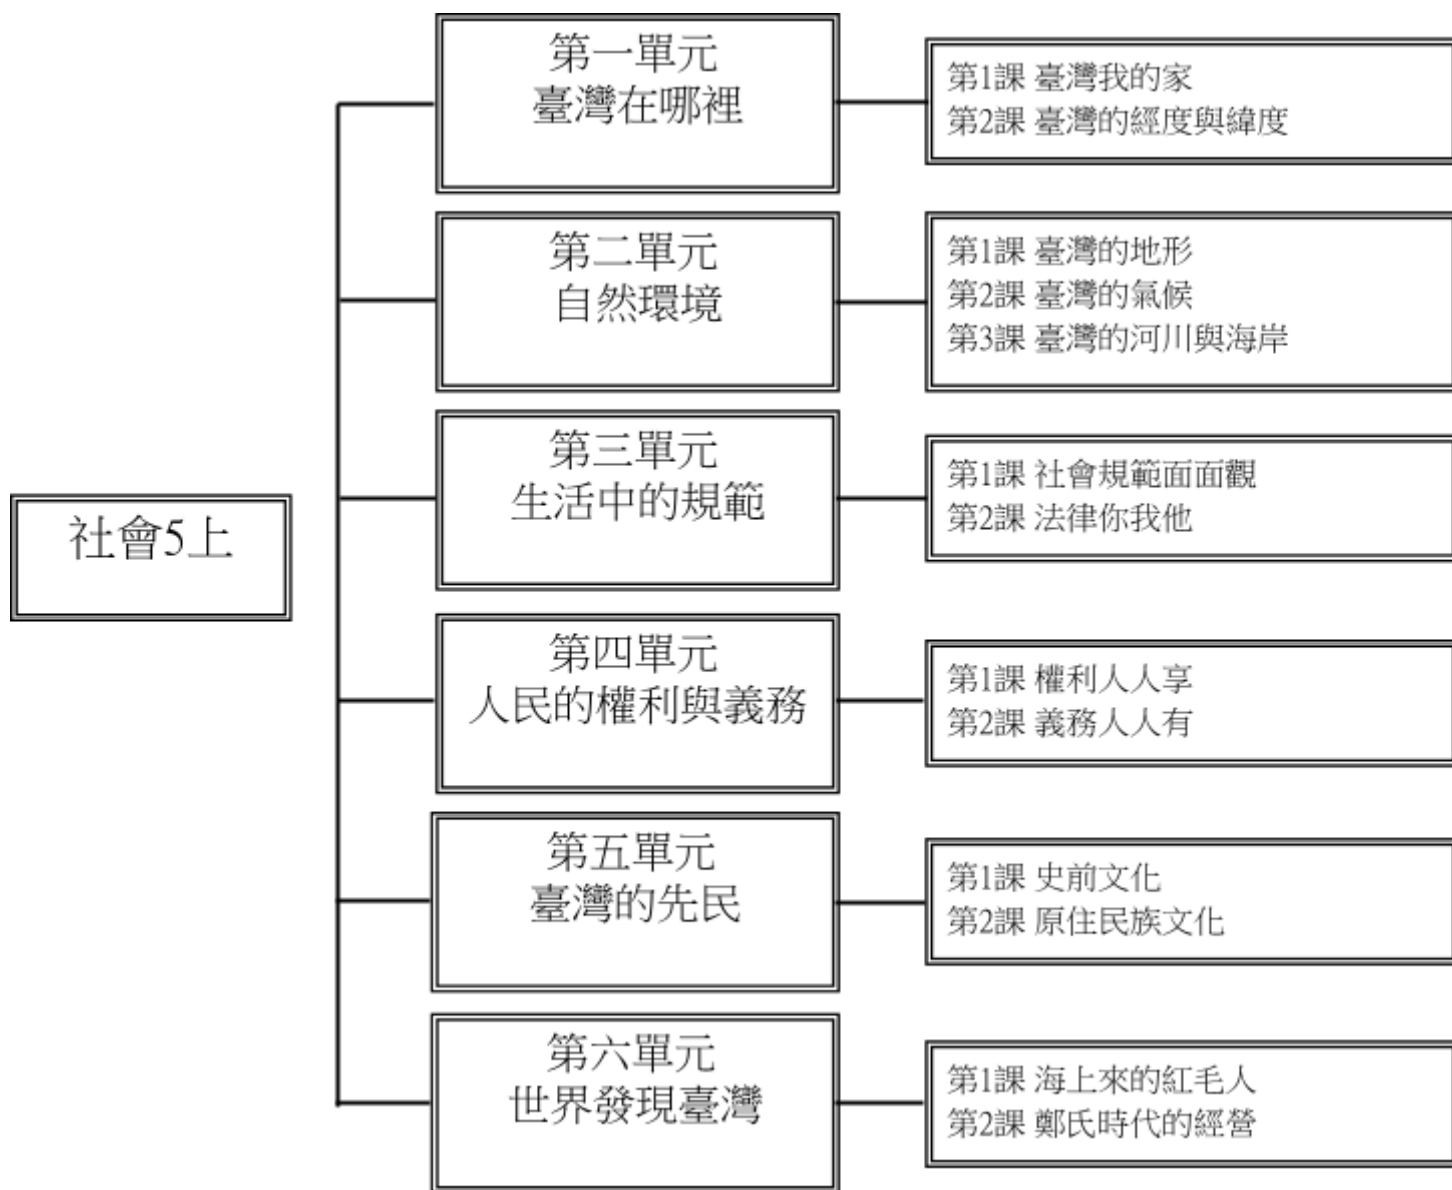 社會5上
第一單元
臺灣在哪裡
第1課 臺灣我的家
第2課 臺灣的經度與緯度
第二單元
自然環境
第1課 臺灣的地形
第2課 臺灣的氣候
第3課 臺灣的河川與海岸
第三單元
生活中的規範
第1課 社會規範面面觀
第2課 法律你我他
第四單元
人民的權利與義務
第1課 權利人人享
第2課 義務人人有
第五單元
臺灣的先民
第1課 史前文化
第2課 原住民族文化
第六單元
世界發現臺灣
第1課 海上來的紅毛人
第2課 鄭氏時代的經營